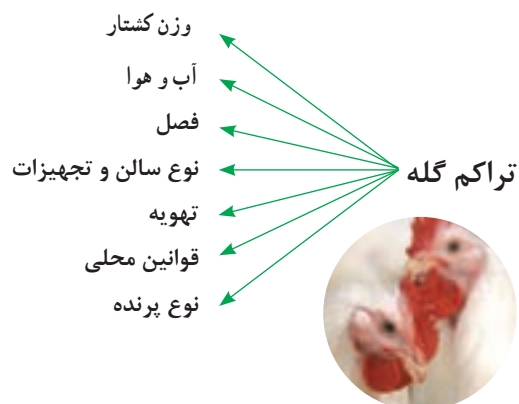 تراکم گله
وزن کشتار
آب و هوا
فصل
نوع سالن و تجهیزات
تهویه
قوانین محلی
نوع پرنده